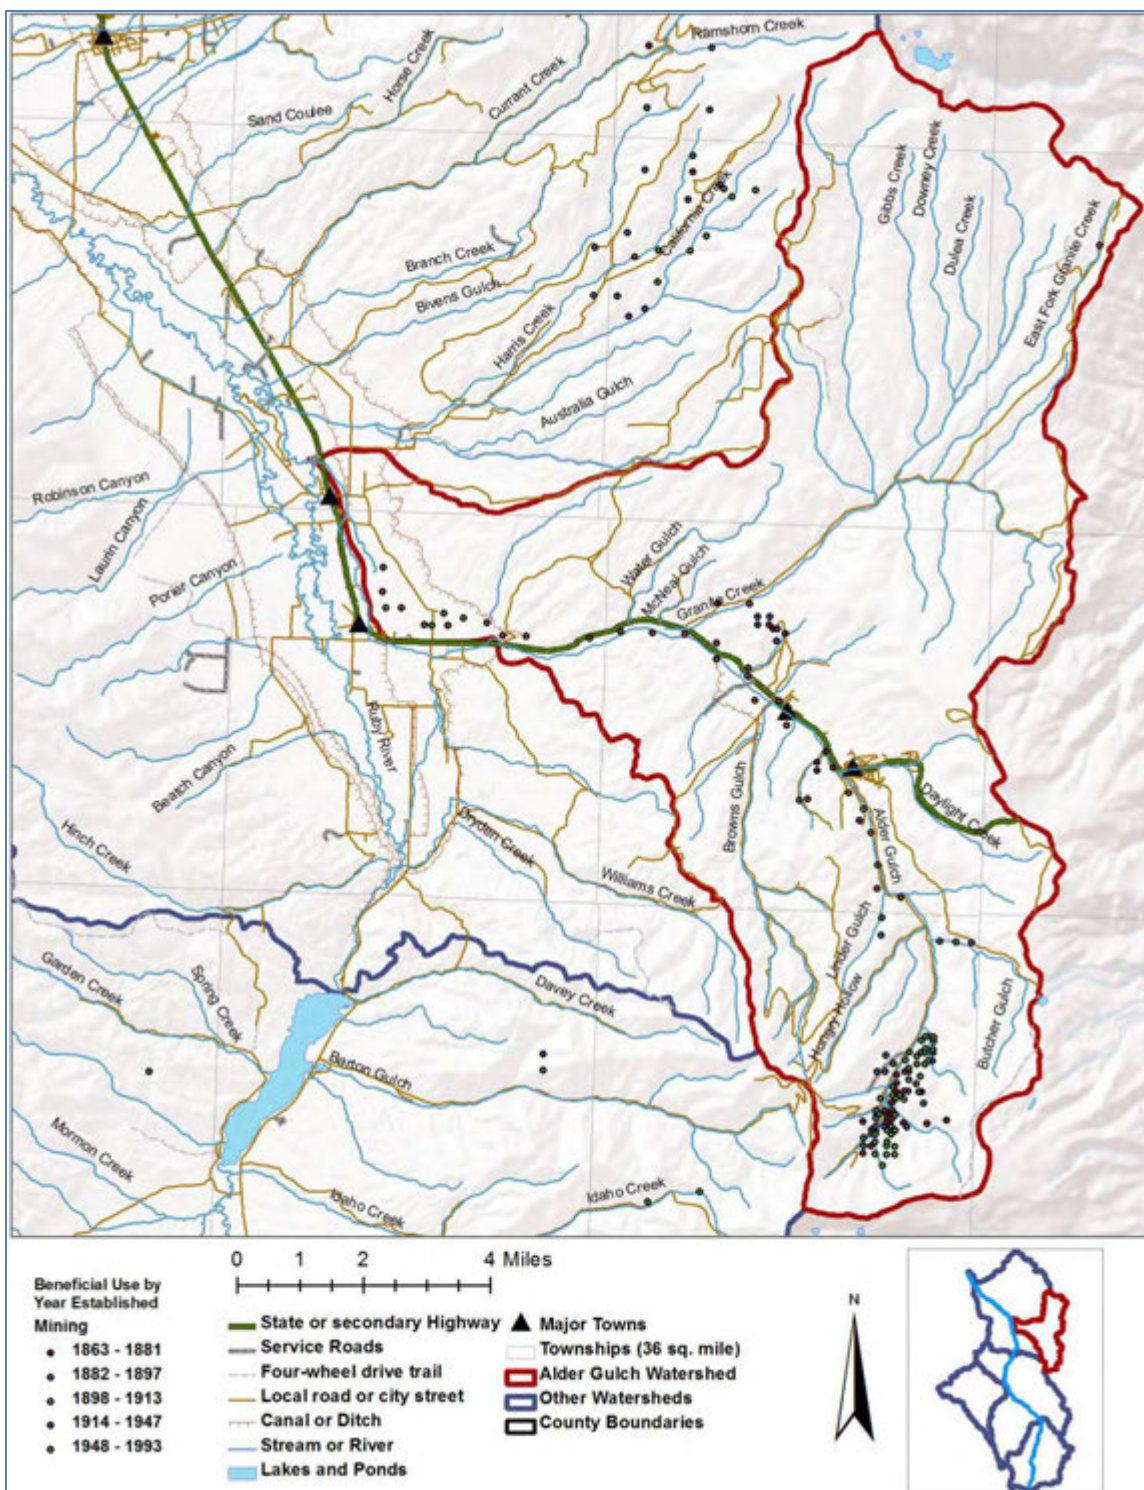 Ramshorn Creek
Horse Creek
Currant Creek
Sand Coulee
California Creek
Gibbs Creek
Downey Creek
Dulea Creek
East Fork Granite Creek
Branch Creek
Bivens Gulch
Harris Creek
Australia Gulch
Robinson Canyon
Laurin Canyon
Porier Canyon
Water Gulch
McNeal Gulch
Granite Creek
Ruby River
Beatch Canyon
Browns Gulch
Daylight Creek
Alder Gulch
Hinch Creek
Dryden Creek
Williams Creek
Linder Gulch
Garden Creek
Spring Creek
Davey Creek
Hungry Hollow
Butcher Gulch
Barton Gulch
Mormon Creek
Idaho Creek
Idaho Creek
0 1 2 4 Miles
Beneficial Use by
Year Established
Mining
1863 - 1881
1882 - 1897
1898 - 1913
1914 - 1947
1948 - 1993
State or secondary Highway
Service Roads
Four-wheel drive trail
Local road or city street
Canal or Ditch
Stream or River
Lakes and Ponds
Major Towns
Townships (36 sq. mile)
Alder Gulch Watershed
Other Watersheds
County Boundaries
N